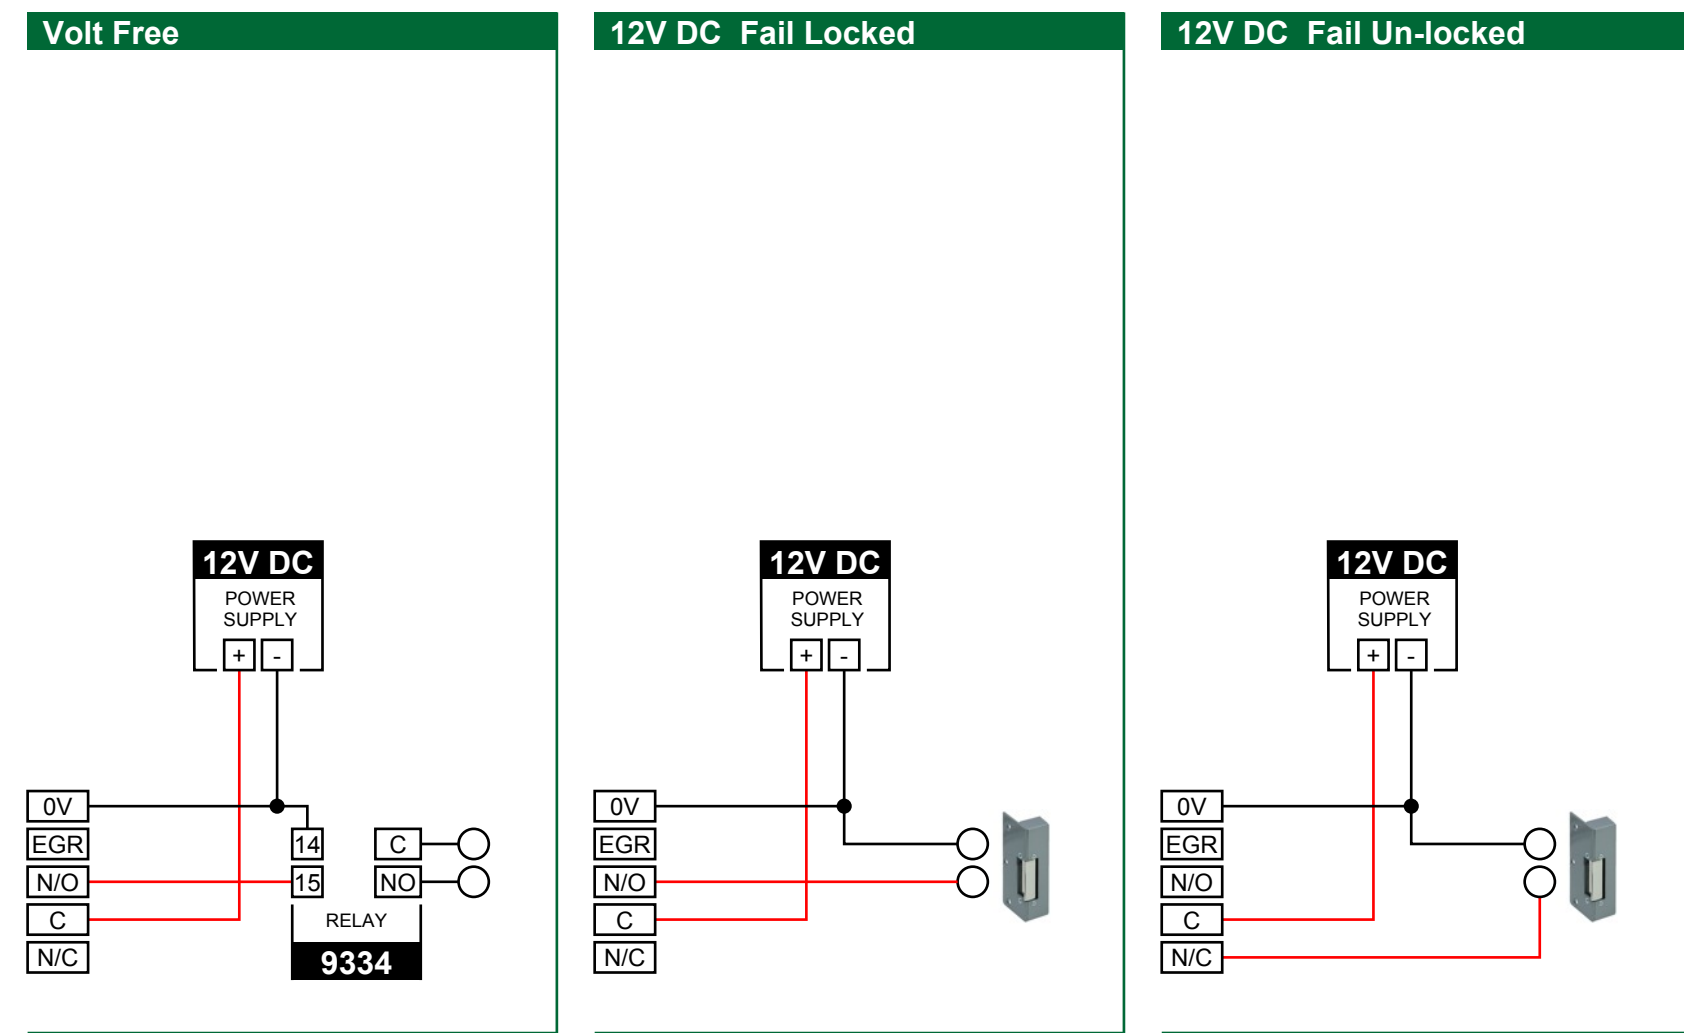 Volt Free
12V DC
POWER
SUPPLY
+ -
0V
EGR
N/O
C
N/C
14
15
C
NO
RELAY
9334
12V DC Fail Locked
12V DC
POWER
SUPPLY
+ -
0V
EGR
N/O
C
N/C
12V DC Fail Un-locked
12V DC
POWER
SUPPLY
+ -
0V
EGR
N/O
C
N/C